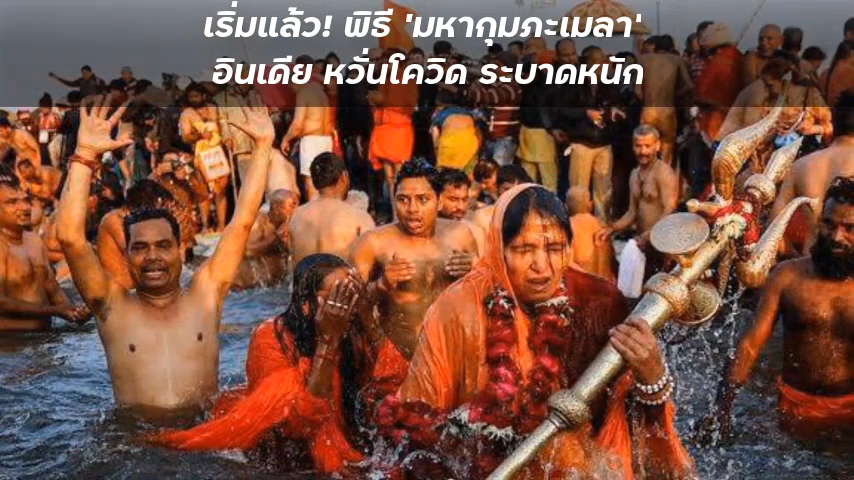 เริ่มแล้ว! พิธี 'มหากุมภะเมลา'
อินเดีย หวั่นโควิด ระบาดหนัก